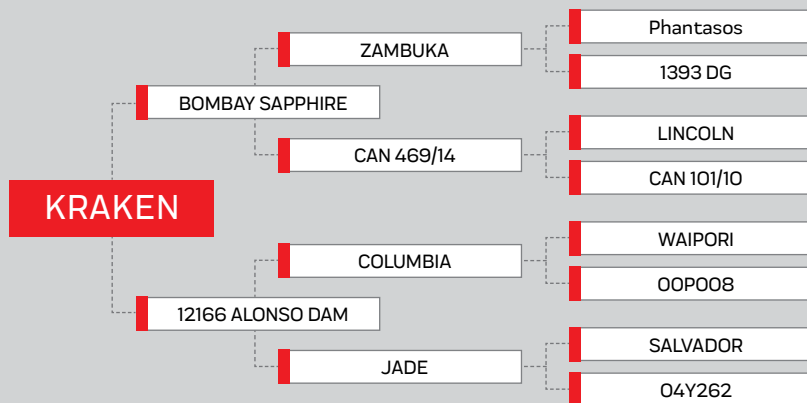 Phantasos
ZAMBUKA
1393 DG
BOMBAY SAPPHIRE
LINCOLN
CAN 469/14
CAN 101/10
KRAKEN
WAIPORI
COLUMBIA
00P008
12166 ALONSO DAM
SALVADOR
JADE
04Y262